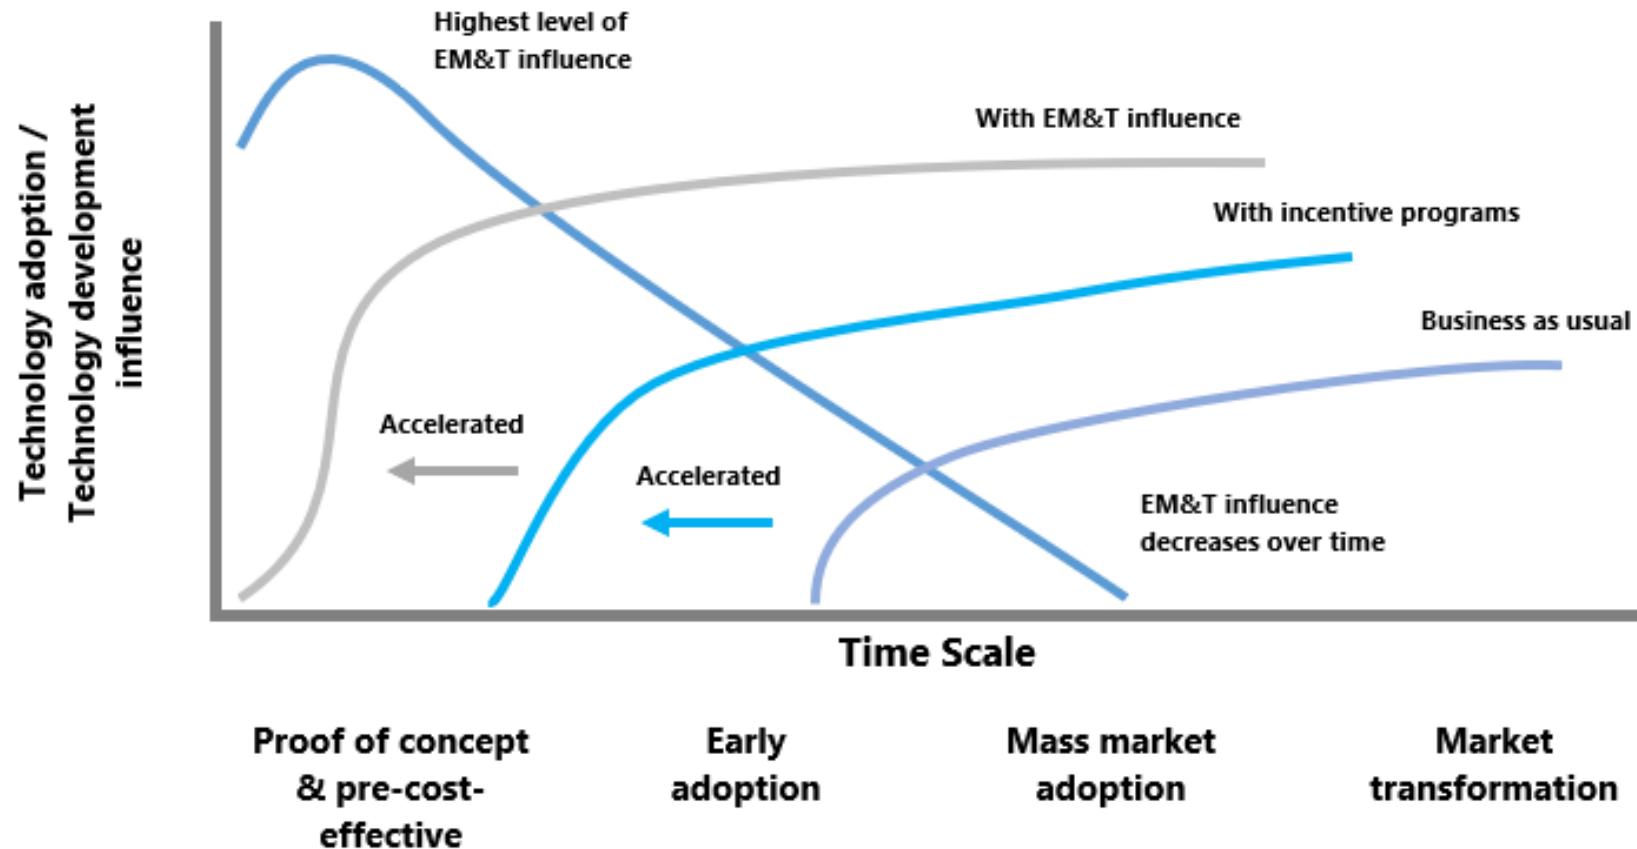 Highest level of
EM&T influence
With EM&T influence
With incentive programs
Business as usual
Technology adoption /
Technology development
influence
Accelerated
Accelerated
EM&T influence
decreases over time
Time Scale
Proof of concept
& pre-cost-
effective
Early
adoption
Mass market
adoption
Market
transformation